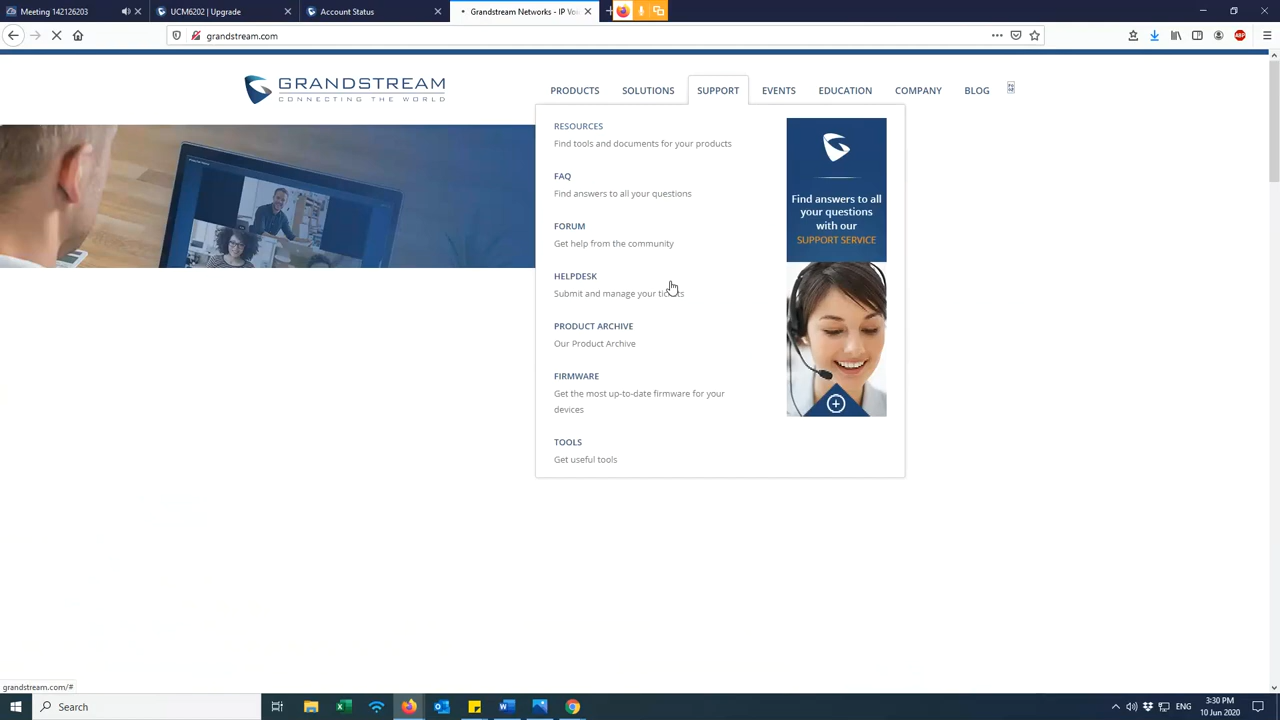 Meeting 142126203
UCM6202 | Upgrade
Account Status
Grandstream Networks - IP Voi
grandstream.com
ABP
GRANDSTREAM
CONNECTING THE WORLD
PRODUCTS
SOLUTIONS
SUPPORT
EVENTS
EDUCATION
COMPANY
BLOG
RESOURCES
Find tools and documents for your products
FAQ
Find answers to all your questions
FORUM
Get help from the community
HELPDESK
Submit and manage your tickets
PRODUCT ARCHIVE
Our Product Archive
FIRMWARE
Get the most up-to-date firmware for your
devices
TOOLS
Get useful tools
Find answers to all
your questions
with our
SUPPORT SERVICE
grandstream.com/#
Search
ENG
3:30 PM
10 Jun 2020